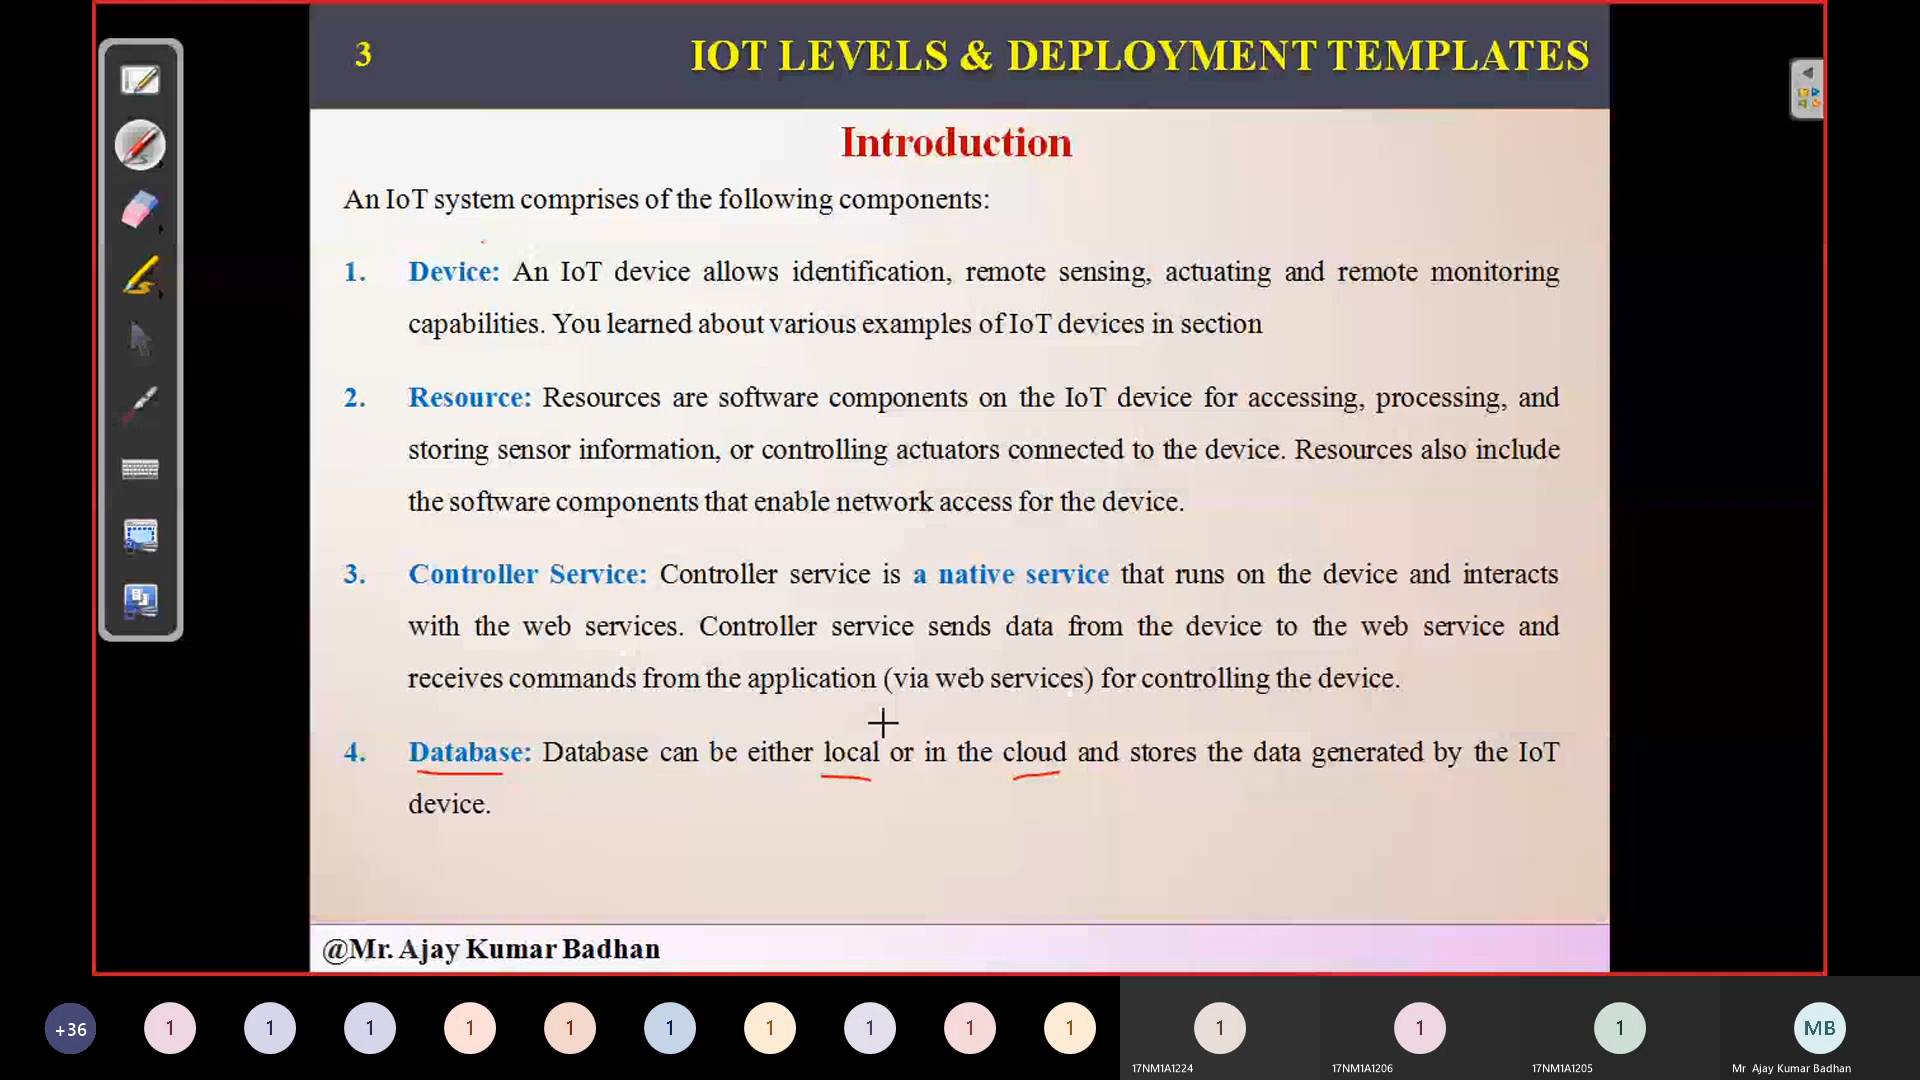 3 IOT LEVELS & DEPLOYMENT TEMPLATES
Introduction
An IoT system comprises of the following components:
1. Device: An IoT device allows identification, remote sensing, actuating and remote monitoring
capabilities. You learned about various examples of IoT devices in section
2. Resource: Resources are software components on the IoT device for accessing, processing, and
storing sensor information, or controlling actuators connected to the device. Resources also include
the software components that enable network access for the device.
3. Controller Service: Controller service is a native service that runs on the device and interacts
with the web services. Controller service sends data from the device to the web service and
receives commands from the application (via web services) for controlling the device.
4. Database: Database can be either local or in the cloud and stores the data generated by the IoT
device.
@Mr. Ajay Kumar Badhan
+36 1 1 1 1 1 1 1 1 1 1 1 1 1 MB
17NM1A1224 17NM1A1206 17NM1A1205 Mr Ajay Kumar Badhan